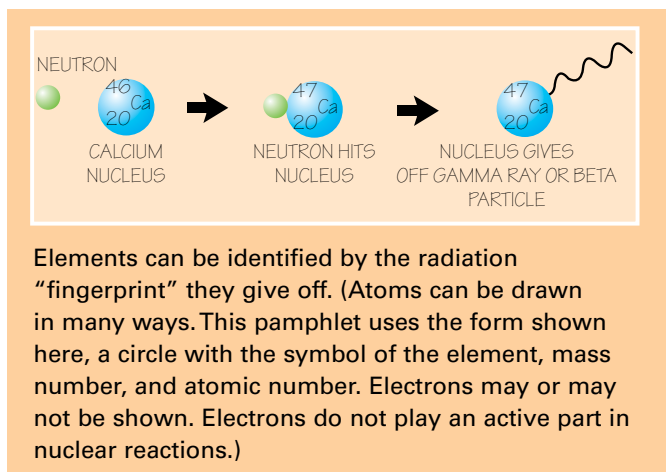 NEUTRON
46
Ca
20
CALCIUM
NUCLEUS
47
Ca
20
NEUTRON HITS
NUCLEUS
47
Ca
20
NUCLEUS GIVES
OFF GAMMA RAY OR BETA
PARTICLE
Elements can be identified by the radiation
“fingerprint” they give off. (Atoms can be drawn
in many ways. This pamphlet uses the form shown
here, a circle with the symbol of the element, mass
number, and atomic number. Electrons may or may
not be shown. Electrons do not play an active part in
nuclear reactions.)